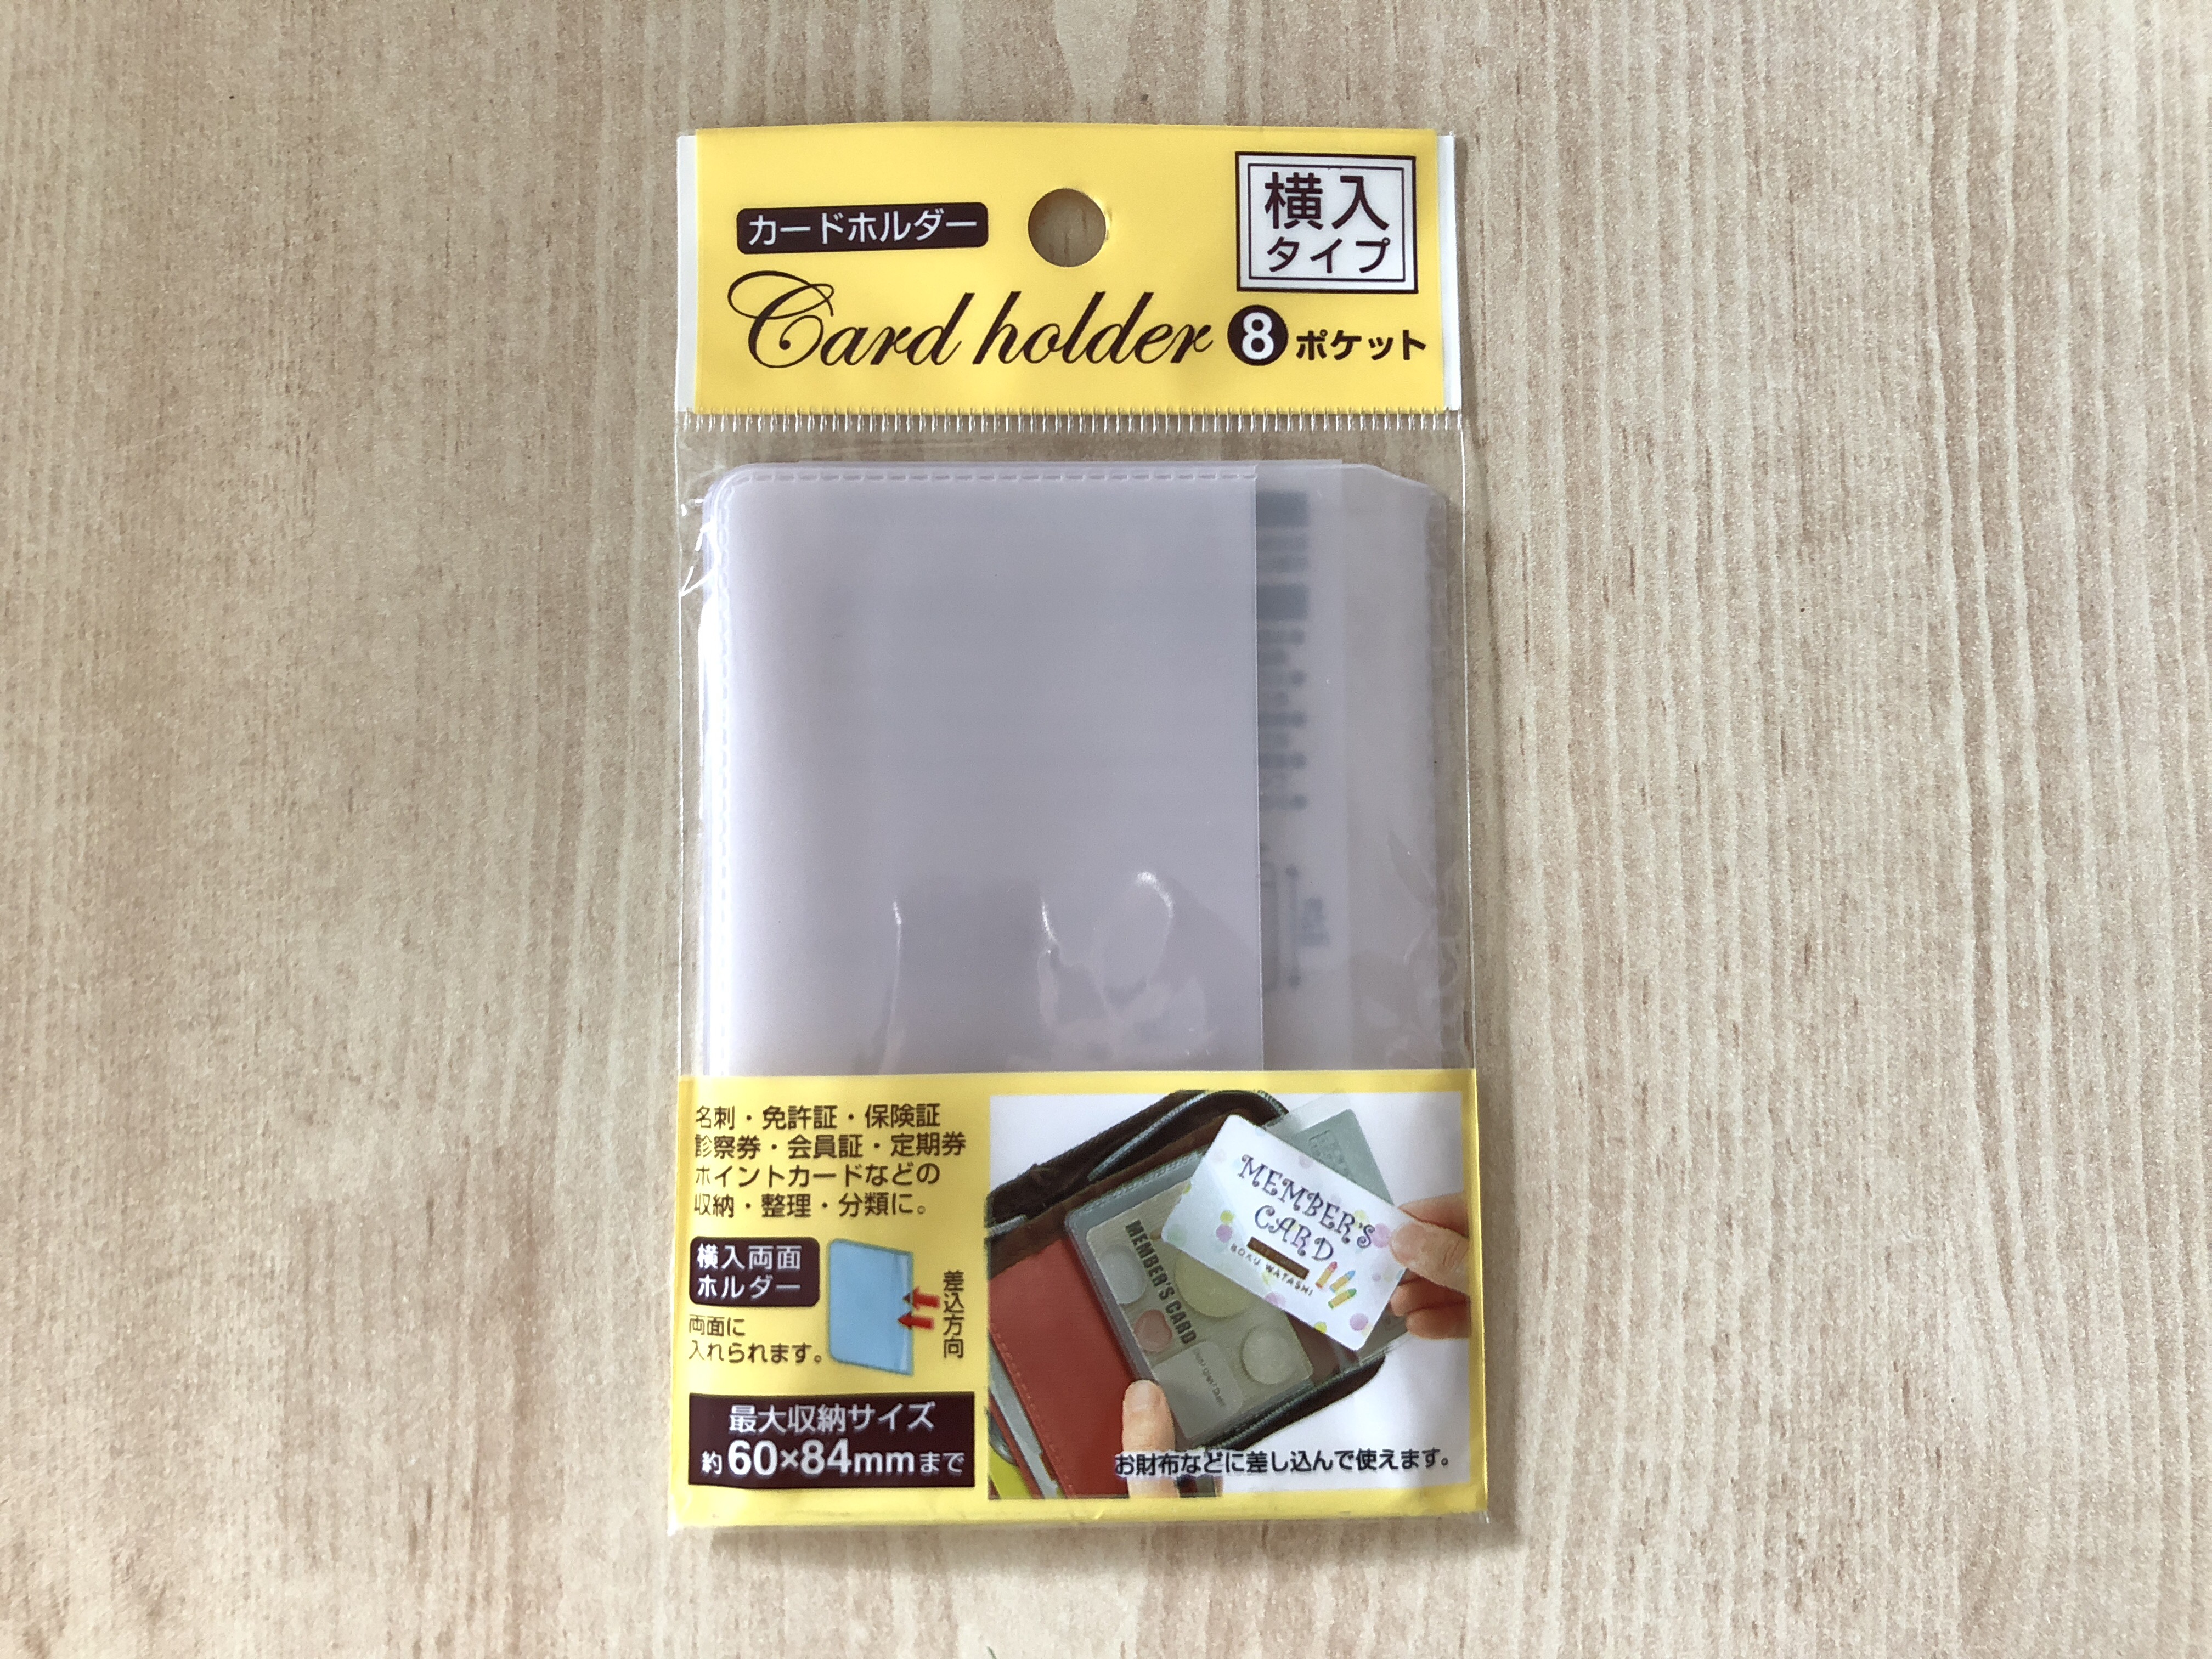 カードホルダー
横入
タイプ
Card holder 8 ポケット
名刺・免許証・保険証
診察券・会員証・定期券
ポイントカードなどの
収納・整理・分類に。
横入両面
ホルダー
両面に
入れられます。
差込方向
最大収納サイズ
約60×84mmまで
MEMBER'S
CARD
BOKU WATASHI
MEMBER'S CARD
お財布などに差し込んで使えます。